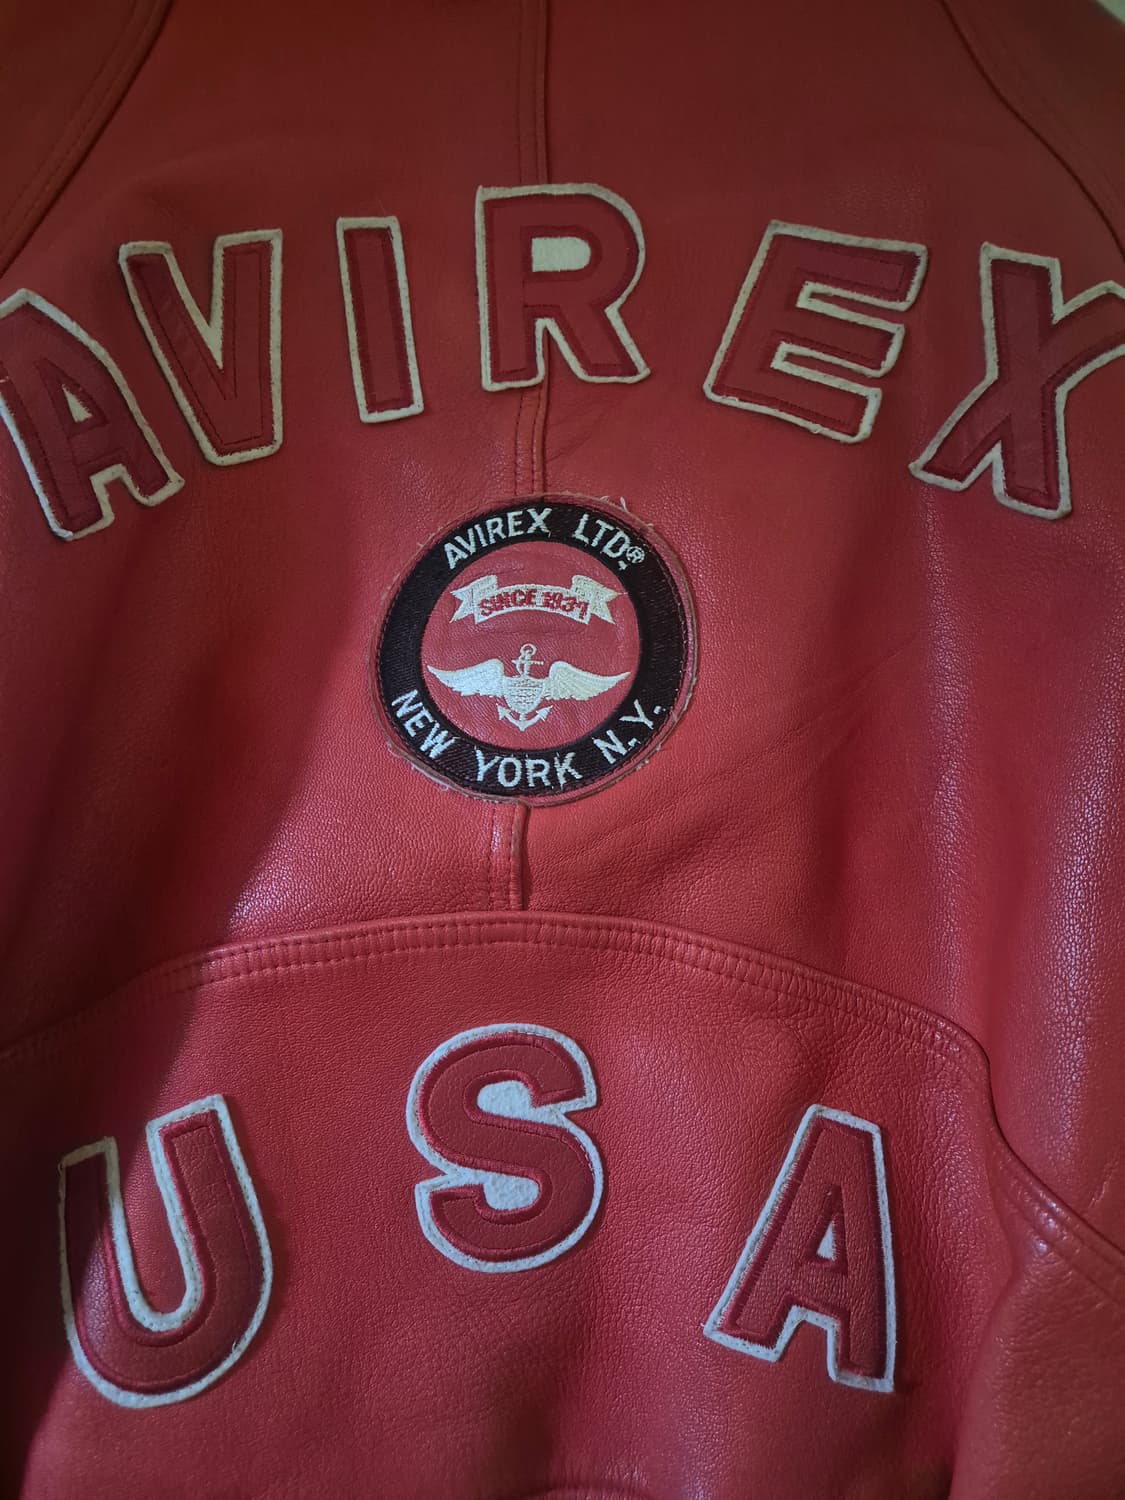 AVIREX
AVIREX LTD.®
SINCE 1937
NEW YORK N.Y.
USA